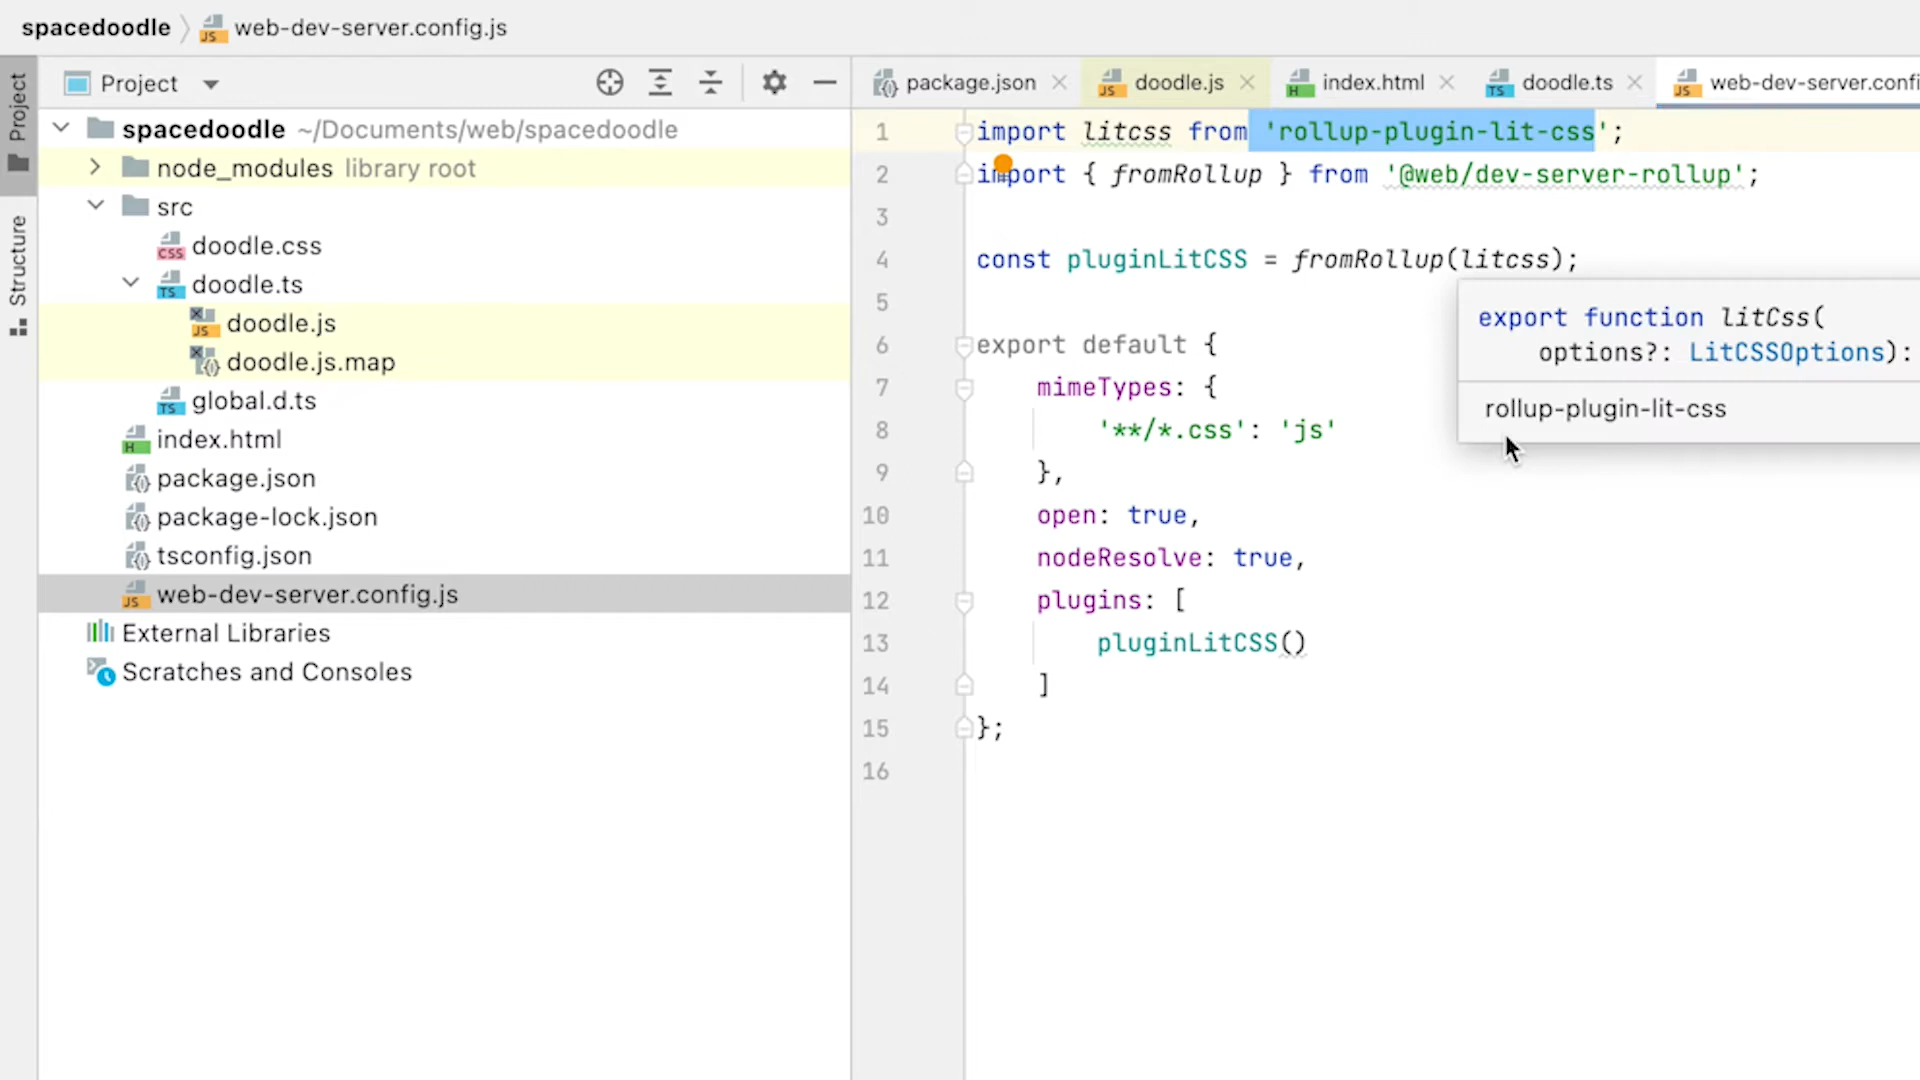 spacedoodle
web-dev-server.config.js
Project
Structure
Project
spacedoodle ~/Documents/web/spacedoodle
node_modules library root
src
doodle.css
doodle.ts
doodle.js
doodle.js.map
global.d.ts
index.html
package.json
package-lock.json
tsconfig.json
web-dev-server.config.js
External Libraries
Scratches and Consoles
package.json
doodle.js
index.html
doodle.ts
web-dev-server.confi
1 import litcss from 'rollup-plugin-lit-css';
2 import { fromRollup } from '@web/dev-server-rollup';
3
4 const pluginLitCSS = fromRollup(litcss);
5
6 export default {
7 mimeTypes: {
8 '**/*.css': 'js'
9 },
10 open: true,
11 nodeResolve: true,
12 plugins: [
13 pluginLitCSS()
14 ]
15 };
16
export function litCss(
options?: LitCSSOptions):
rollup-plugin-lit-css